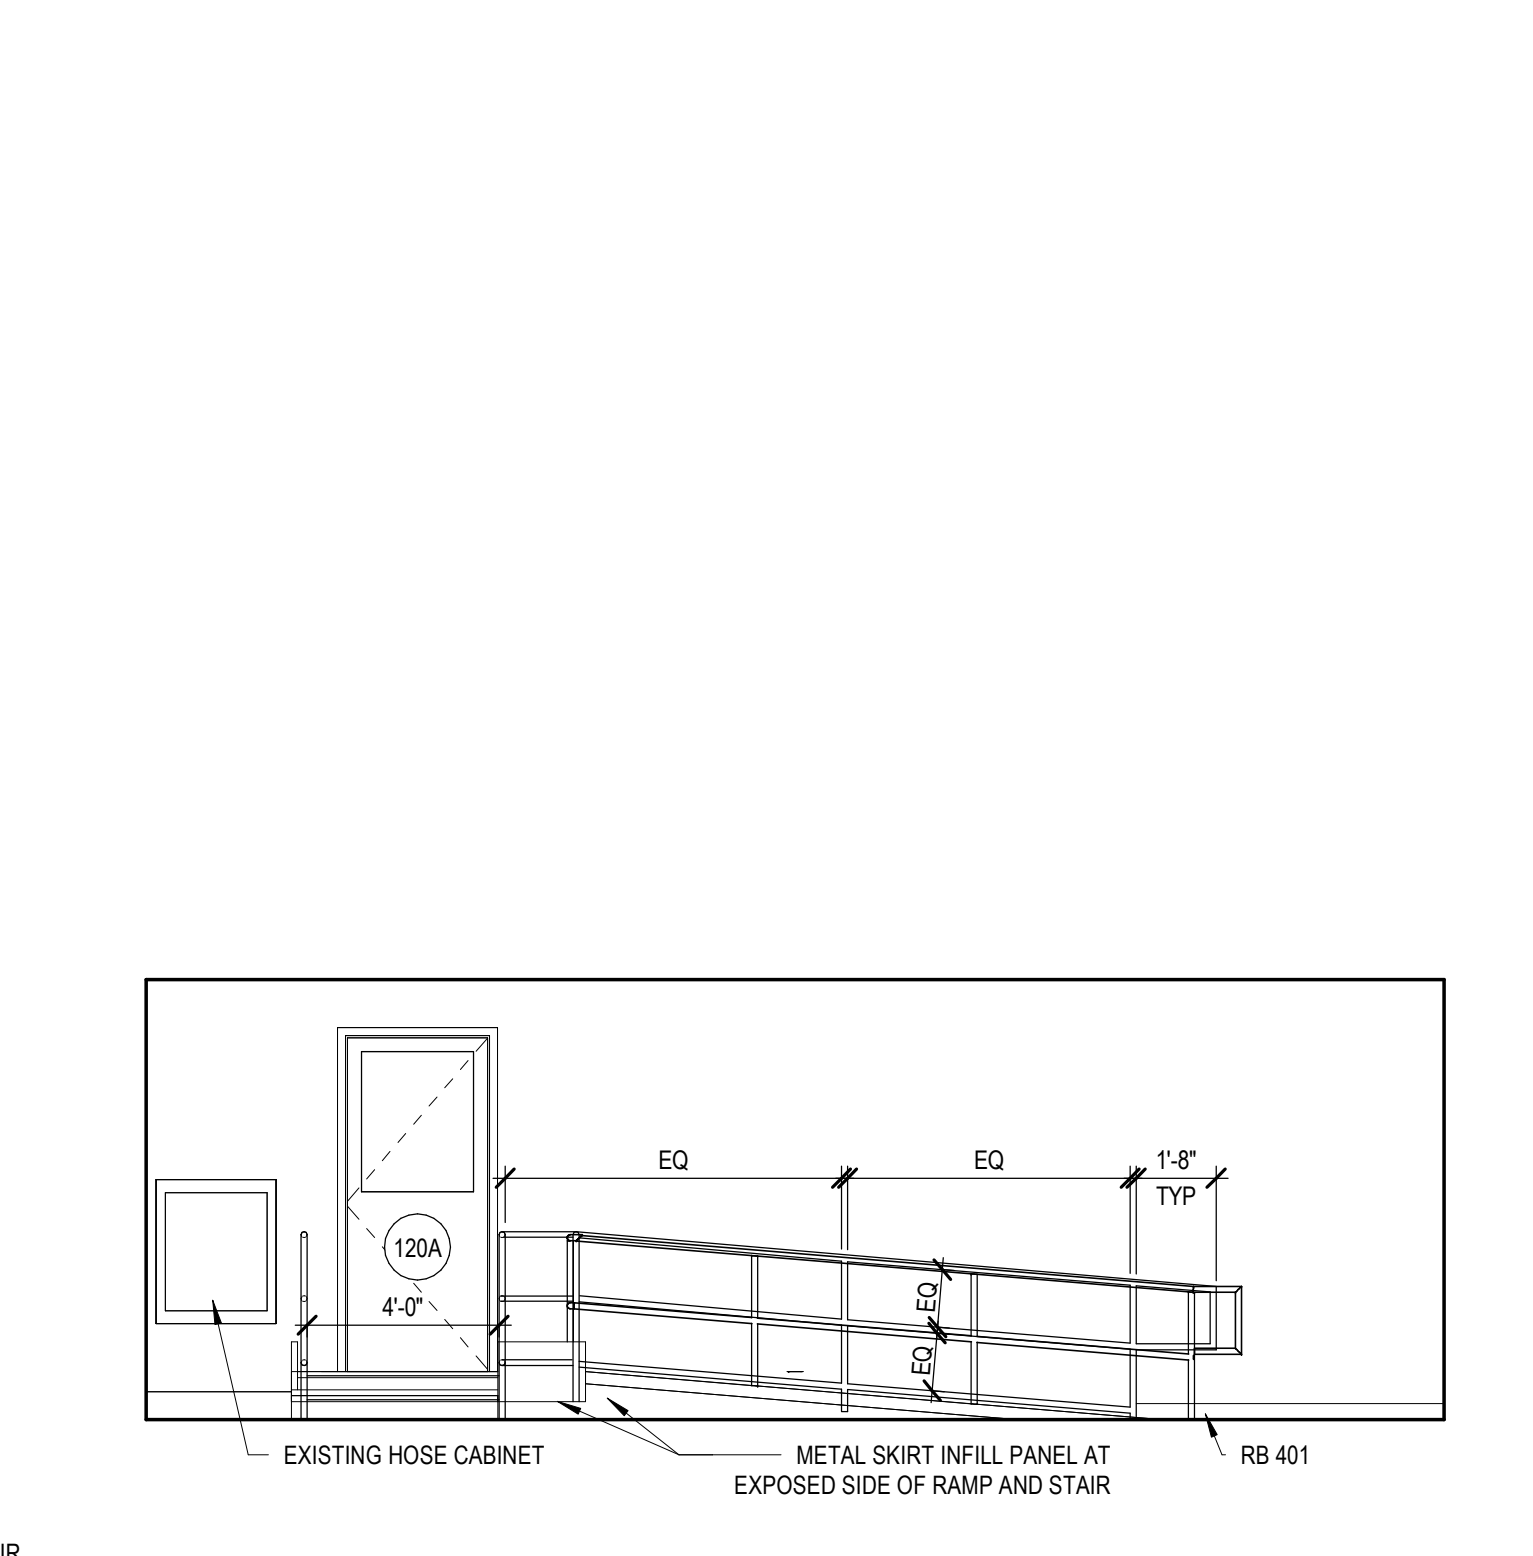 EQ
EQ
1'-8"
TYP
120A
EQ
4'-0"
EQ
EXISTING HOSE CABINET
METAL SKIRT INFILL PANEL AT
EXPOSED SIDE OF RAMP AND STAIR
RB 401